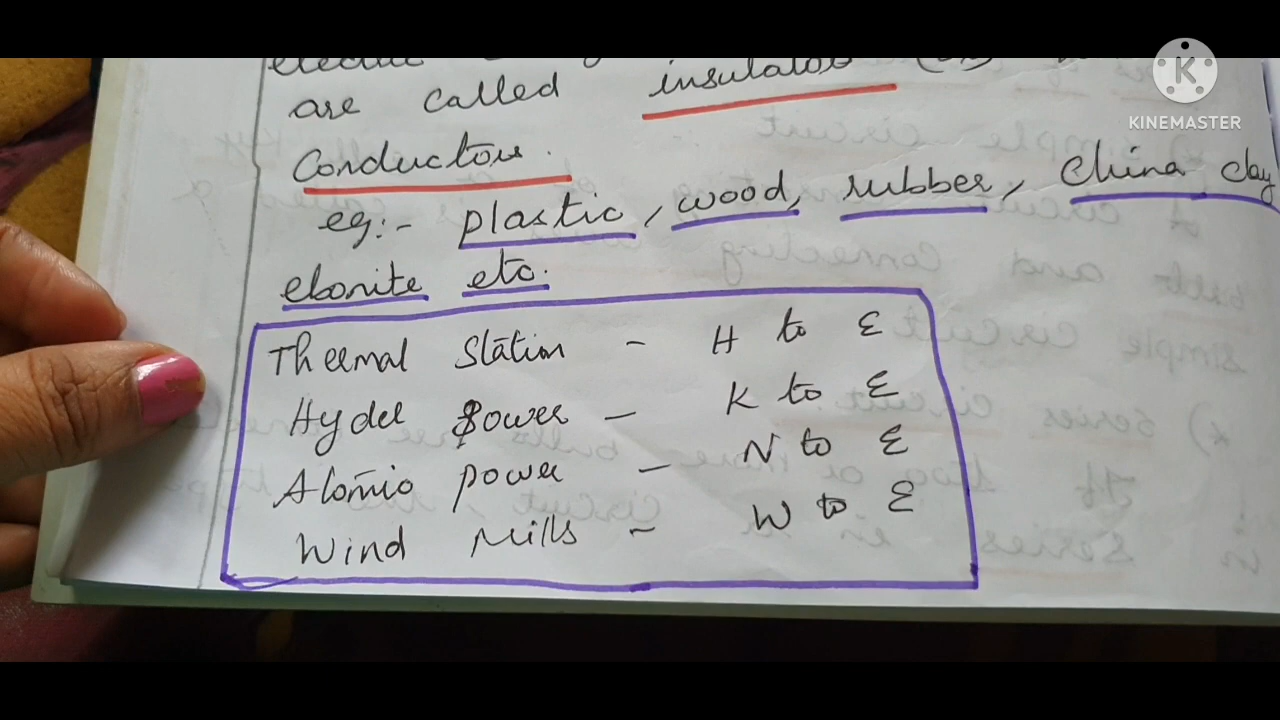 are called insulators
Conductors.
eg:- plastic, wood, rubber, China clay
ebonite etc.
Thermal Station - H to E
Hydel Power - K to E
Atomic power - N to E
Wind Mills - W to E
K
KINEMASTER